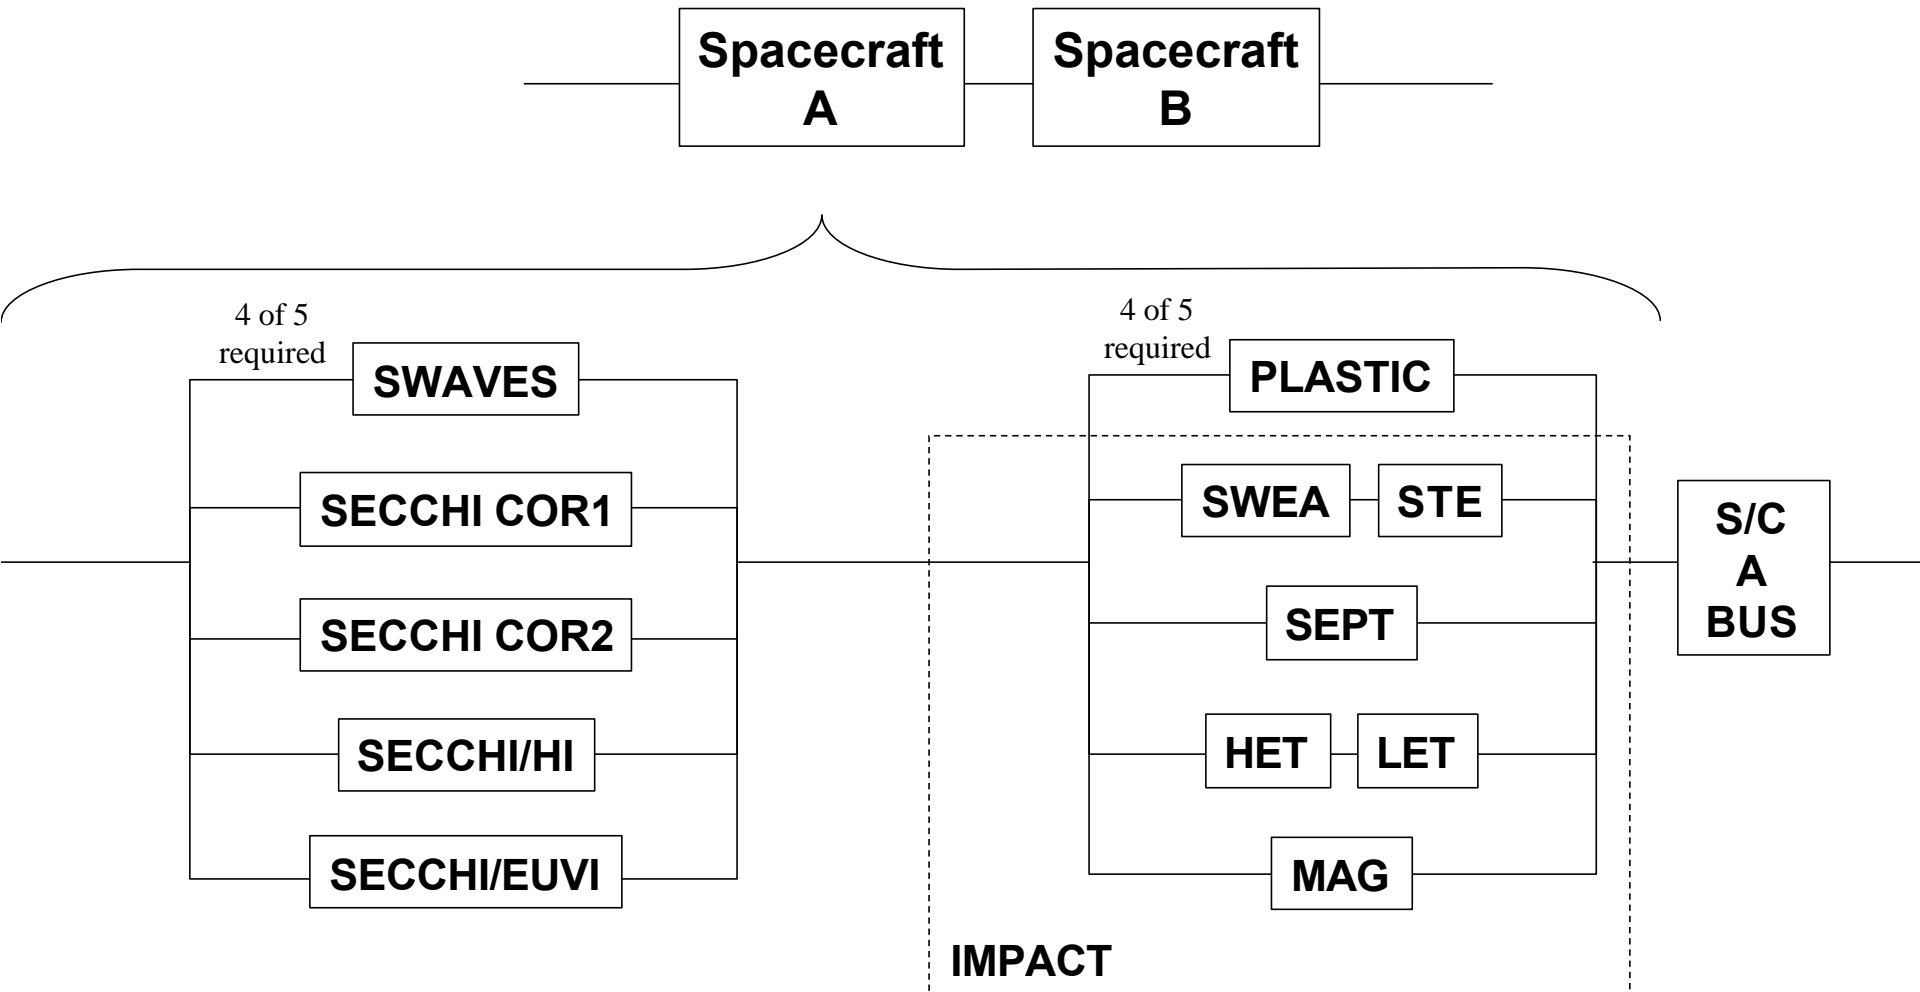 Spacecraft
A
Spacecraft
B
4 of 5
required
SWAVES
SECCHI COR1
SECCHI COR2
SECCHI/HI
SECCHI/EUVI
4 of 5
required
PLASTIC
SWEA
STE
SEPT
HET
LET
MAG
IMPACT
S/C
A
BUS